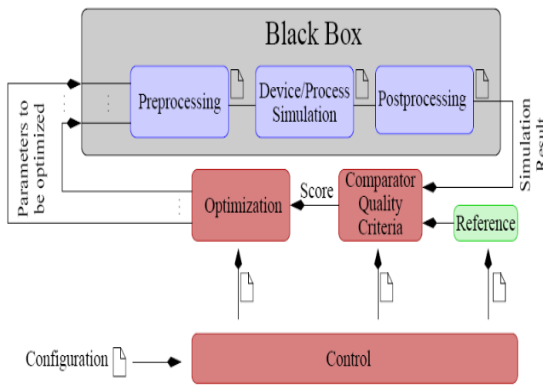 Black Box
Preprocessing
Device/Process
Simulation
Postprocessing
Parameters to
be optimized
Simulation
Result
Optimization
Score
Comparator
Quality
Criteria
Reference
Configuration
Control